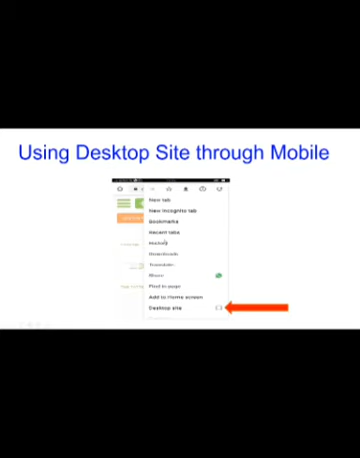 Using Desktop Site through Mobile
New tab
New Incognito tab
Bookmarks
Recent tabs
History
Downloads
Translate
Share
Find in page
Add to Home screen
Desktop site